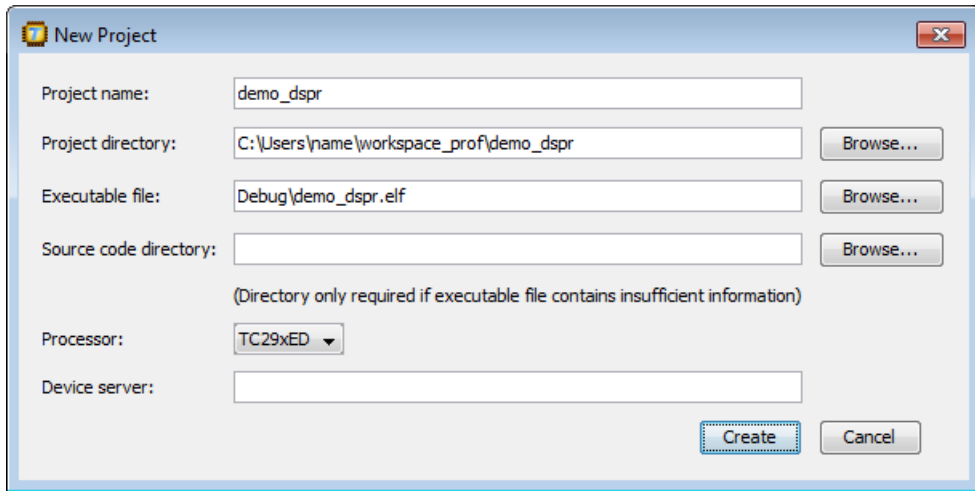 New Project
Project name: demo_dspr
Project directory: C:\Users\name\workspace_prof\demo_dspr Browse...
Executable file: Debug\demo_dspr.elf Browse...
Source code directory: Browse...
(Directory only required if executable file contains insufficient information)
Processor: TC29xED
Device server:
Create Cancel